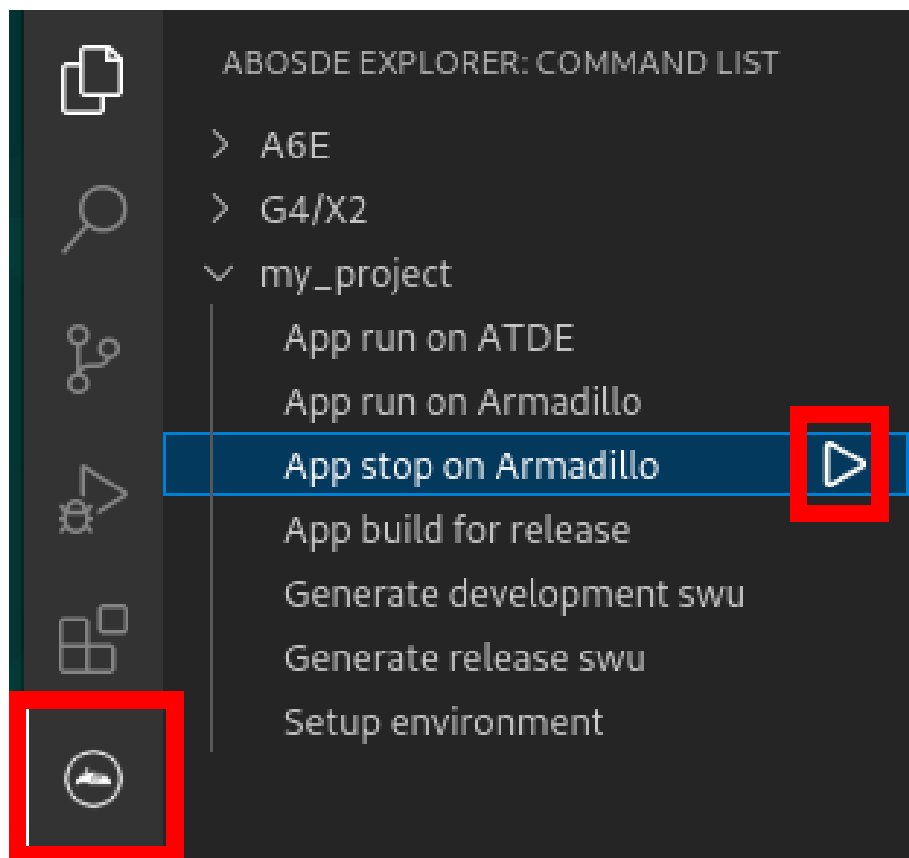 ABOSDE EXPLORER: COMMAND LIST
A6E
G4/X2
my_project
App run on ATDE
App run on Armadillo
App stop on Armadillo
App build for release
Generate development swu
Generate release swu
Setup environment